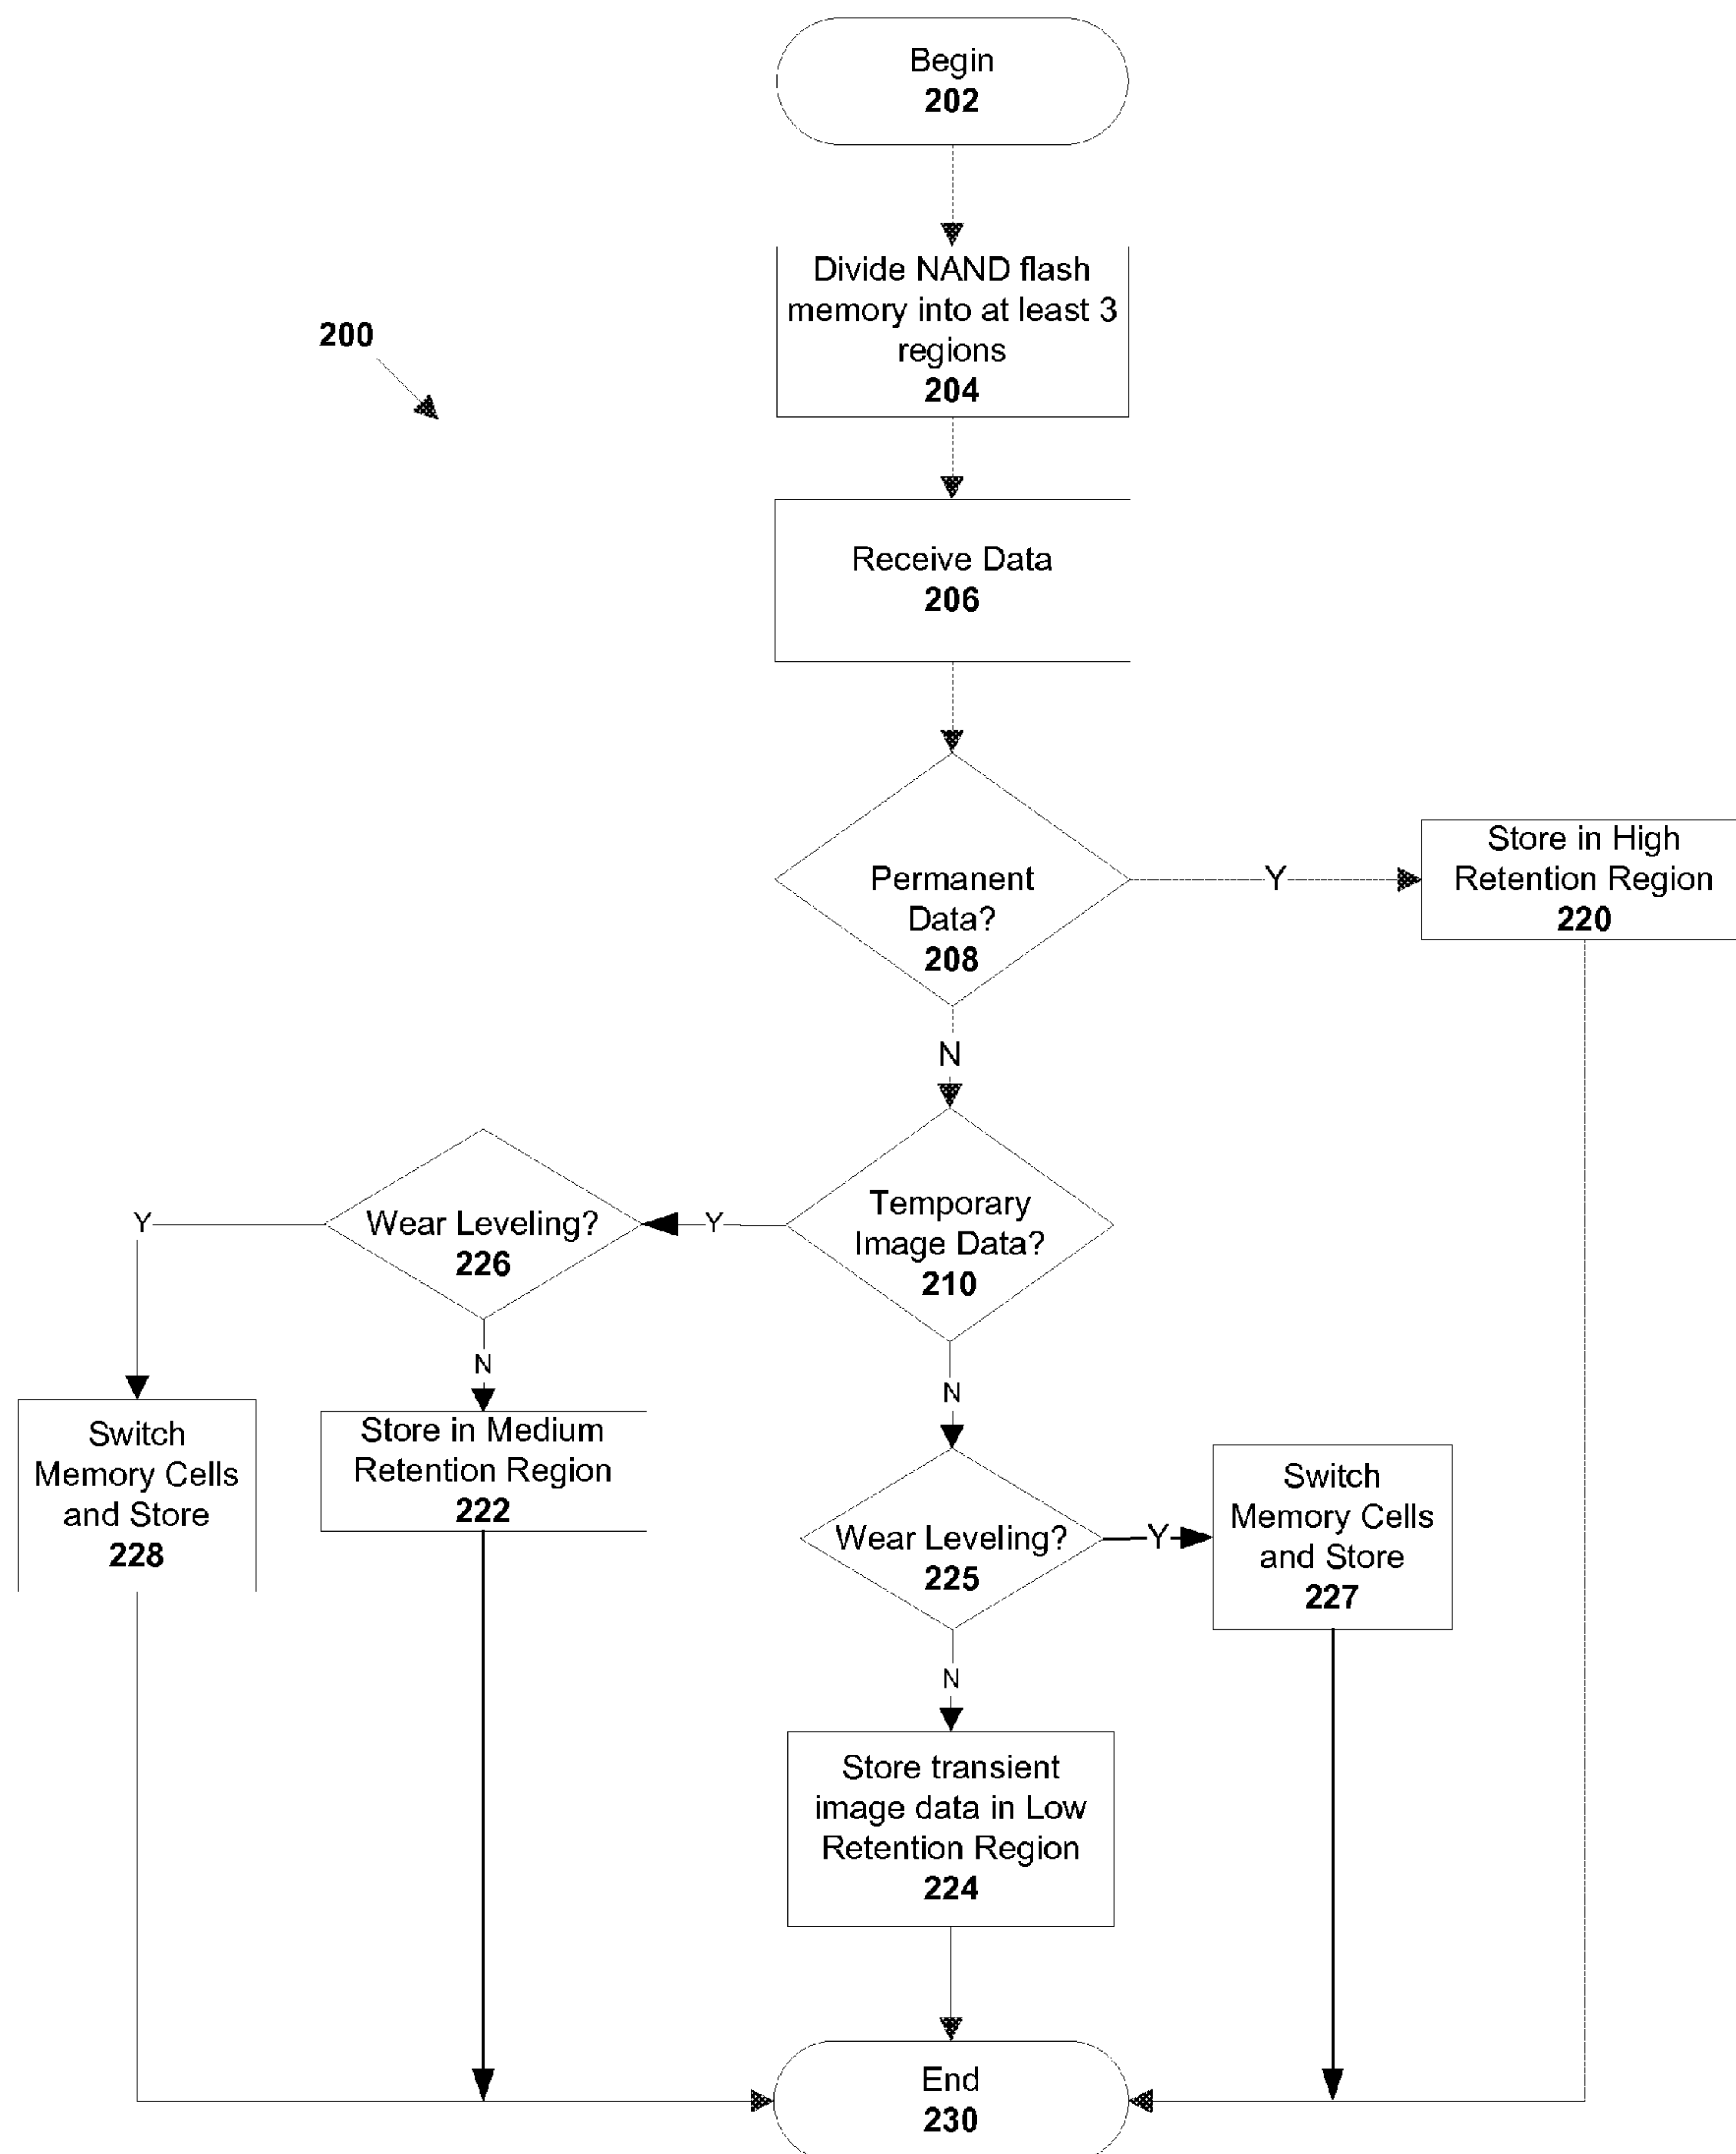 Begin
202
Divide NAND flash
memory into at least 3
regions
204
200
Receive Data
206
Permanent
Data?
208
Y
Store in High
Retention Region
220
N
Temporary
Image Data?
210
Y
Wear Leveling?
226
Y
N
N
Switch
Memory Cells
and Store
228
Store in Medium
Retention Region
222
Wear Leveling?
225
Y
Switch
Memory Cells
and Store
227
N
Store transient
image data in Low
Retention Region
224
End
230